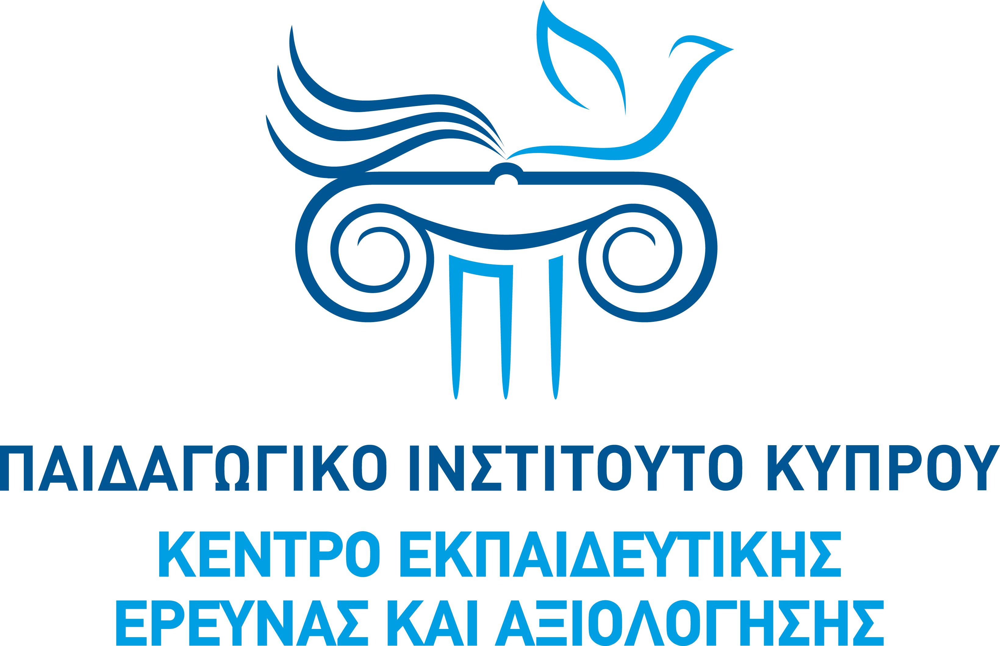 ΠΑΙΔΑΓΩΓΙΚΟ ΙΝΣΤΙΤΟΥΤΟ ΚΥΠΡΟΥ
ΚΕΝΤΡΟ ΕΚΠΑΙΔΕΥΤΙΚΗΣ
ΕΡΕΥΝΑΣ ΚΑΙ ΑΞΙΟΛΟΓΗΣΗΣ